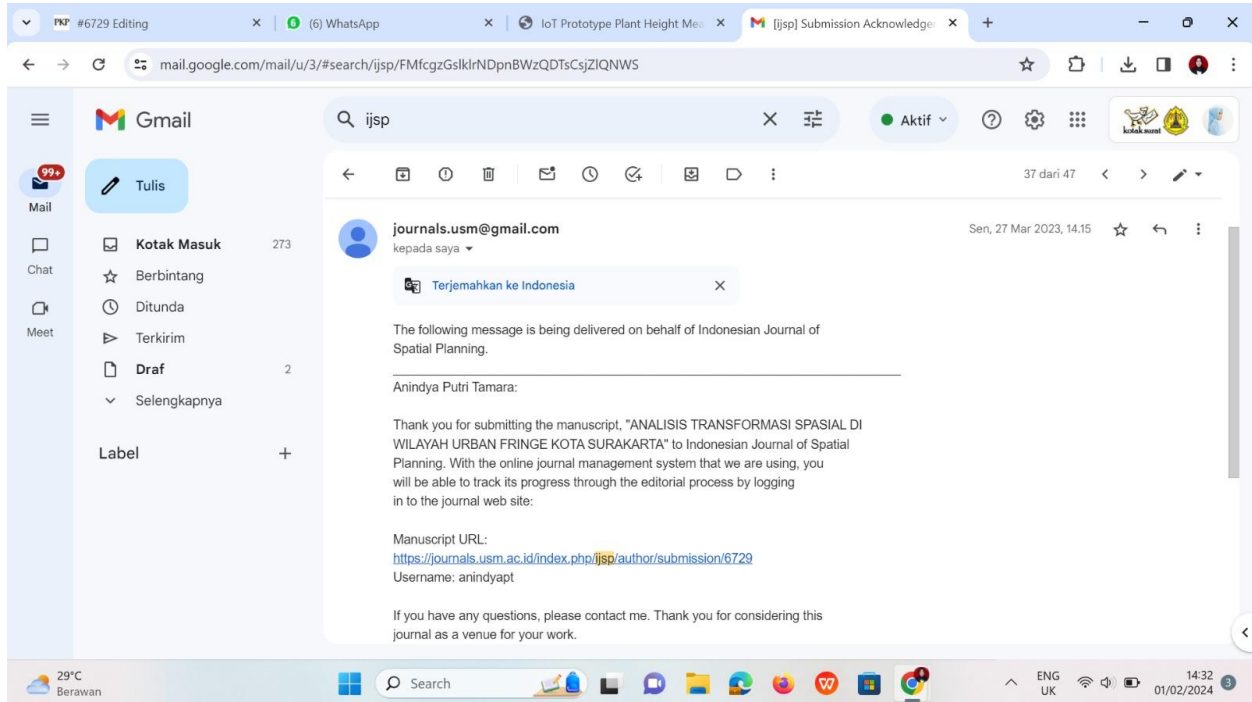 PKP #6729 Editing
(6) WhatsApp
IoT Prototype Plant Height Mea
[ijsp] Submission Acknowledge
mail.google.com/mail/u/3/#search/ijsp/FMfcgzGslklrNDpnBWzQDTsCsjZlQNWS
Gmail
ijsp
Aktif
kotak surat
99+
Mail
Chat
Meet
Tulis
Kotak Masuk 273
Berbintang
Ditunda
Terkirim
Draf 2
Selengkapnya
Label
37 dari 47
journals.usm@gmail.com
Sen, 27 Mar 2023, 14.15
kepada saya
Terjemahkan ke Indonesia
The following message is being delivered on behalf of Indonesian Journal of
Spatial Planning.
Anindya Putri Tamara:
Thank you for submitting the manuscript, "ANALISIS TRANSFORMASI SPASIAL DI
WILAYAH URBAN FRINGE KOTA SURAKARTA" to Indonesian Journal of Spatial
Planning. With the online journal management system that we are using, you
will be able to track its progress through the editorial process by logging
in to the journal web site:
Manuscript URL:
https://journals.usm.ac.id/index.php/ijsp/author/submission/6729
Username: anindyapt
If you have any questions, please contact me. Thank you for considering this
journal as a venue for your work.
29°C
Berawan
Search
ENG
UK
14:32
01/02/2024
3